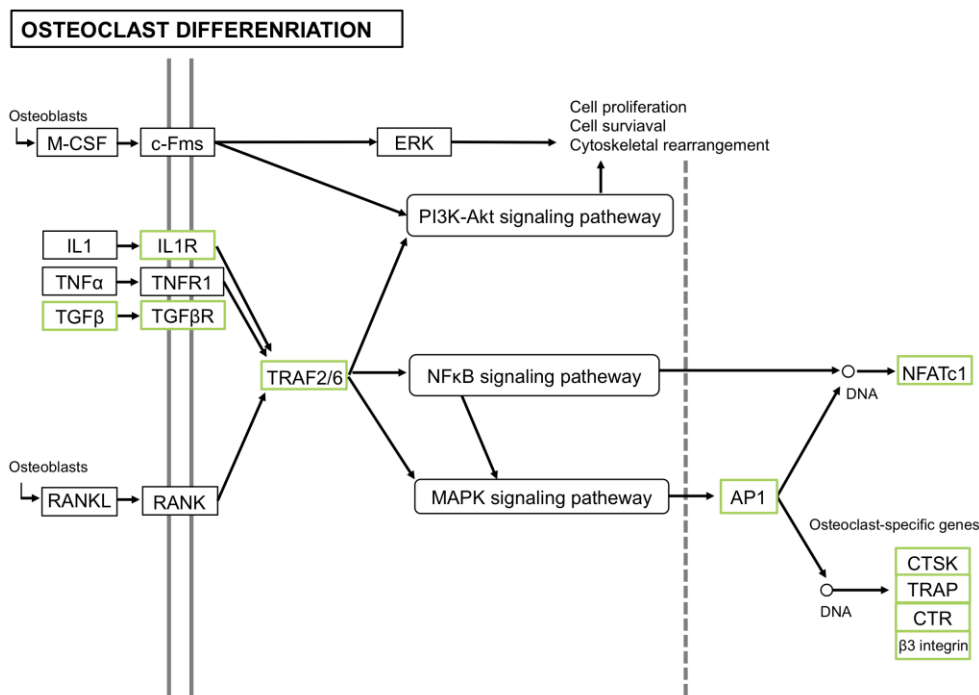 OSTEOCLAST DIFFERENRIATION
Osteoblasts
M-CSF
c-Fms
ERK
Cell proliferation
Cell surviaval
Cytoskeletal rearrangement
PI3K-Akt signaling pathway
IL1
IL1R
TNFα
TNFR1
TGFβ
TGFβR
TRAF2/6
NFκB signaling pathway
DNA
NFATc1
Osteoblasts
RANKL
RANK
MAPK signaling pathway
AP1
Osteoclast-specific genes
DNA
CTSK
TRAP
CTR
β3 integrin